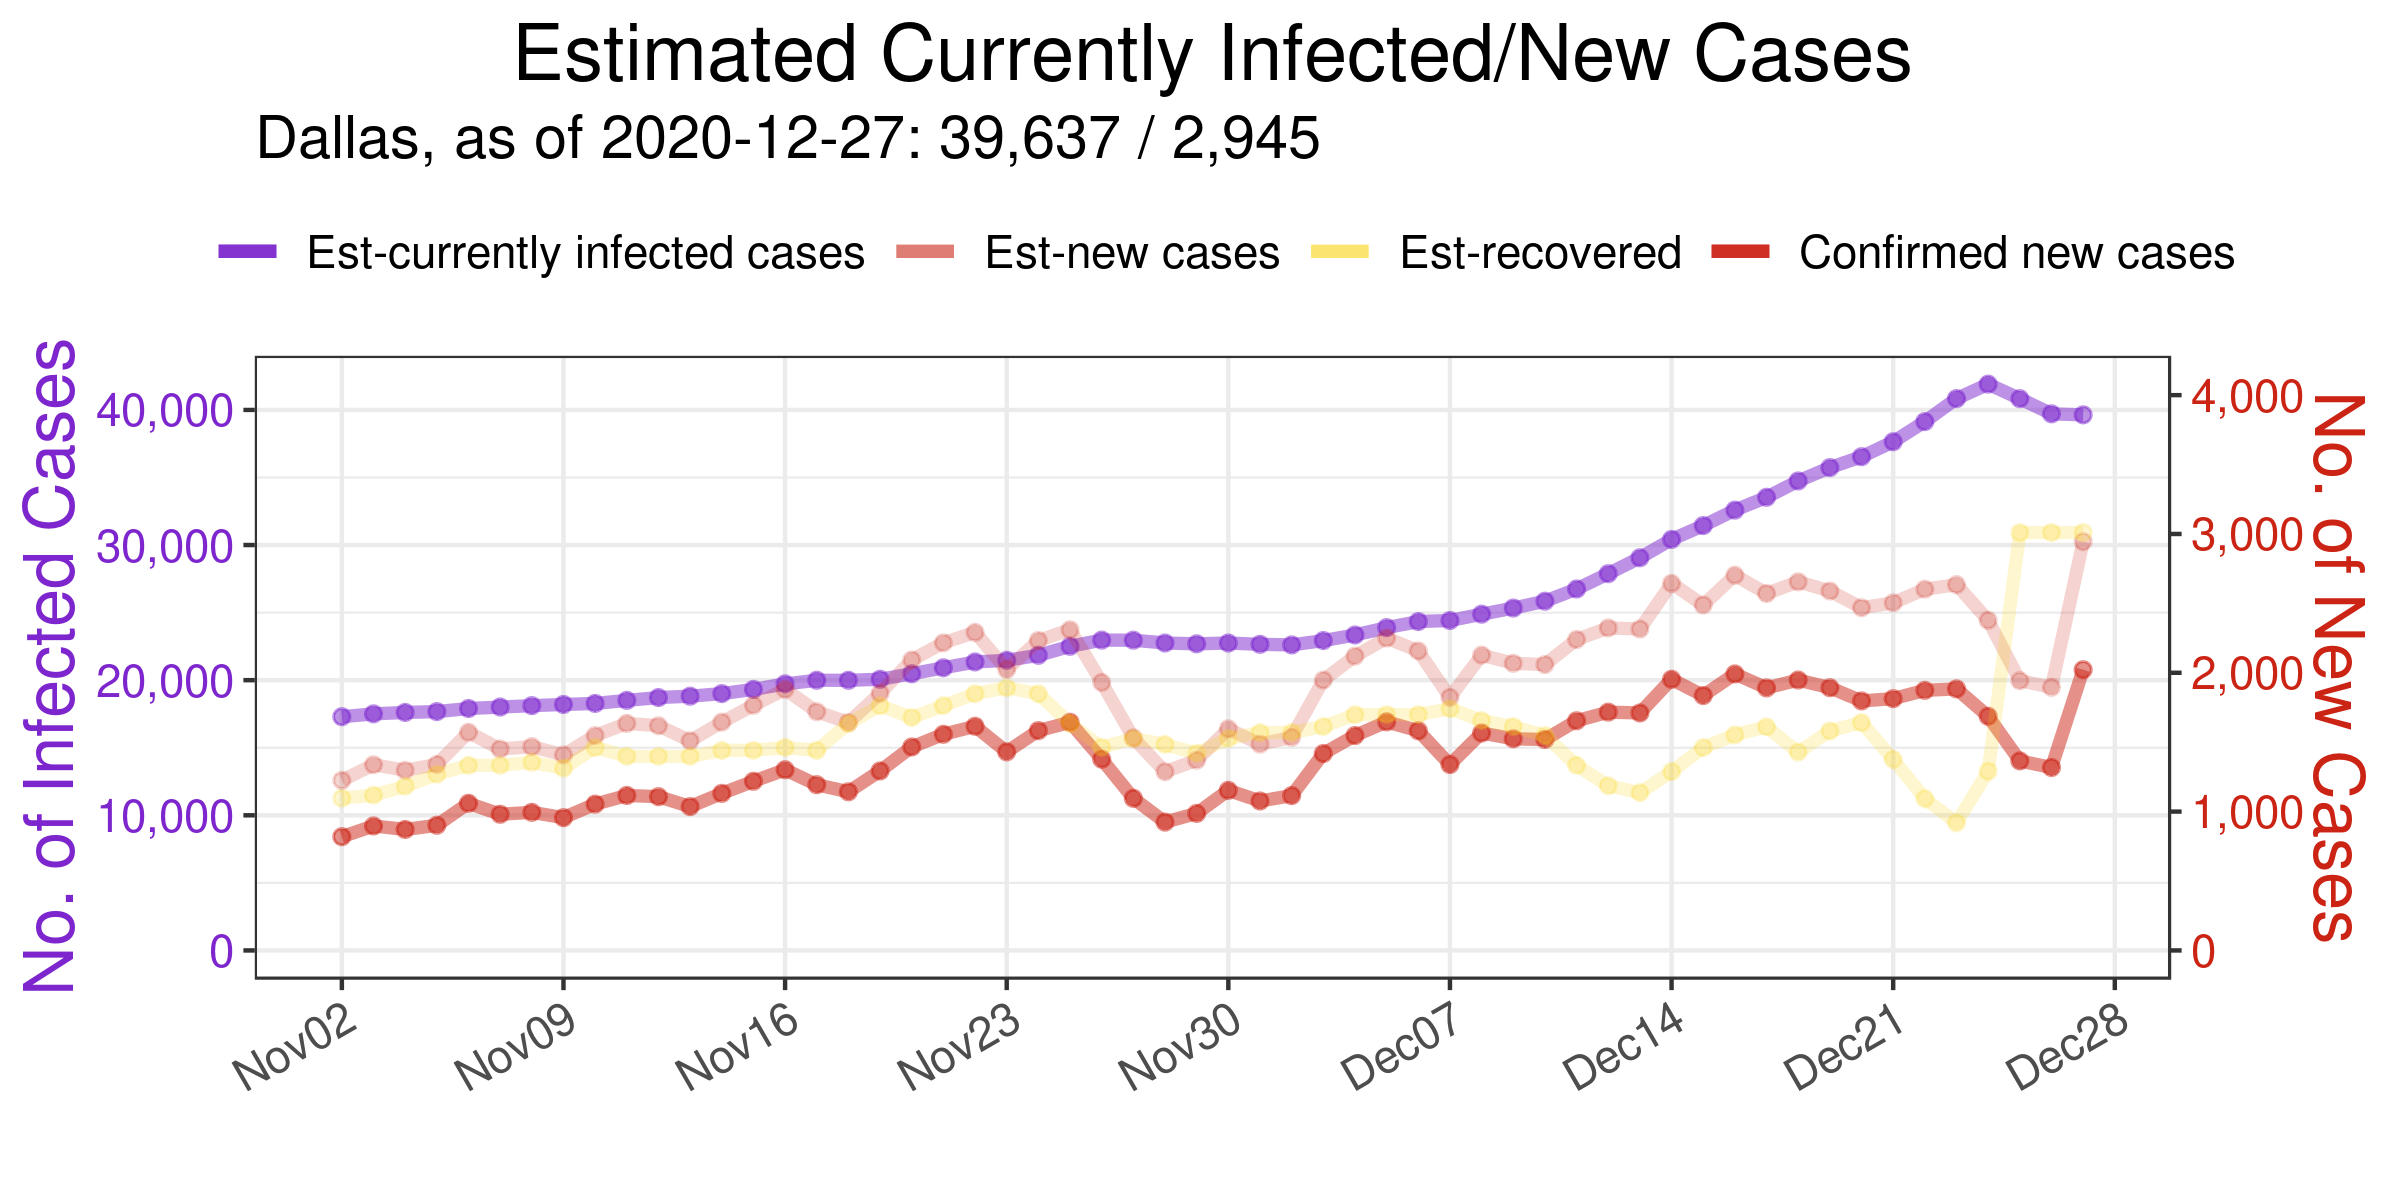 Estimated Currently Infected/New Cases
Dallas, as of 2020-12-27: 39,637 / 2,945
Est-currently infected cases Est-new cases Est-recovered Confirmed new cases
No. of Infected Cases
40,000
30,000
20,000
10,000
0
4,000
3,000
2,000
1,000
0
No. of New Cases
Nov02 Nov09 Nov16 Nov23 Nov30 Dec07 Dec14 Dec21 Dec28